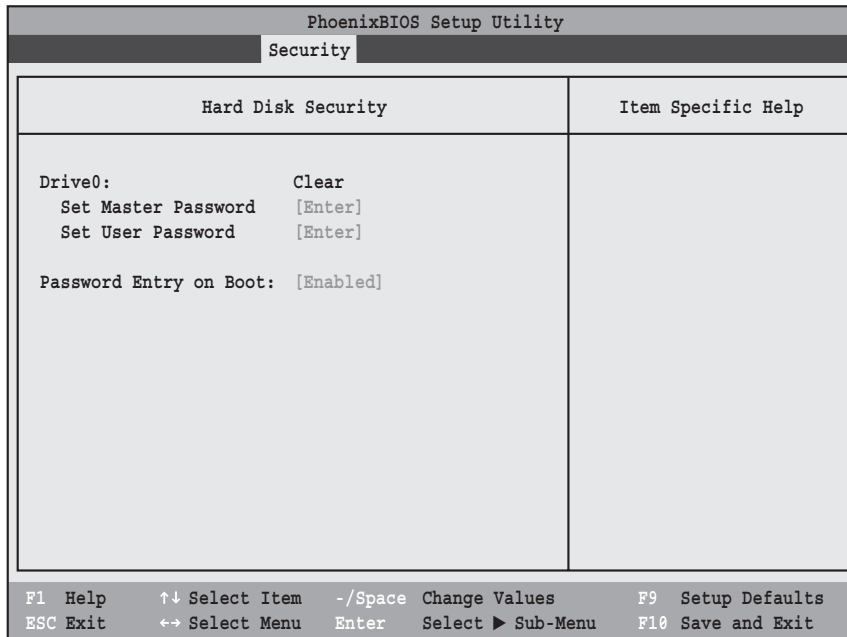 PhoenixBIOS Setup Utility
Security
Hard Disk Security
Item Specific Help
Drive0: Clear
Set Master Password [Enter]
Set User Password [Enter]
Password Entry on Boot: [Enabled]
F1 Help ↑↓ Select Item -/Space Change Values F9 Setup Defaults
ESC Exit ←→ Select Menu Enter Select ▶ Sub-Menu F10 Save and Exit